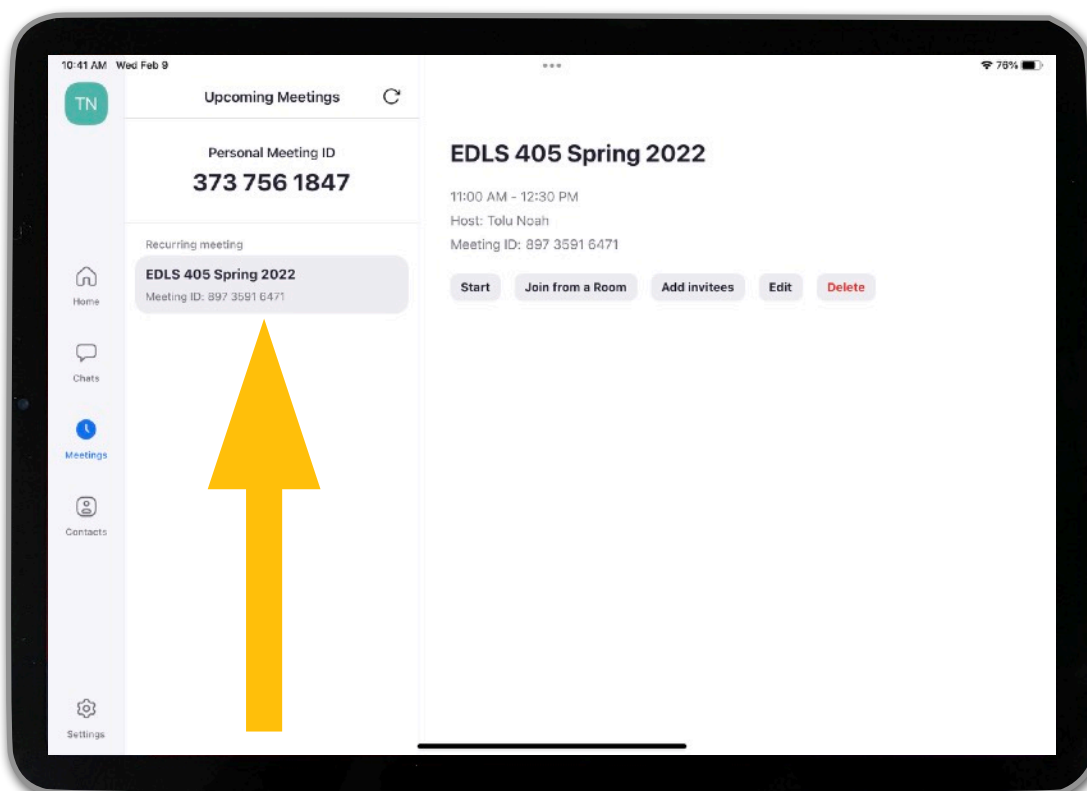 10:41 AM Wed Feb 9
76%
TN
Upcoming Meetings
Personal Meeting ID
373 756 1847
Recurring meeting
EDLS 405 Spring 2022
Meeting ID: 897 3591 6471
Home
Chats
Meetings
Contacts
Settings
EDLS 405 Spring 2022
11:00 AM - 12:30 PM
Host: Tolu Noah
Meeting ID: 897 3591 6471
Start Join from a Room Add invitees Edit Delete